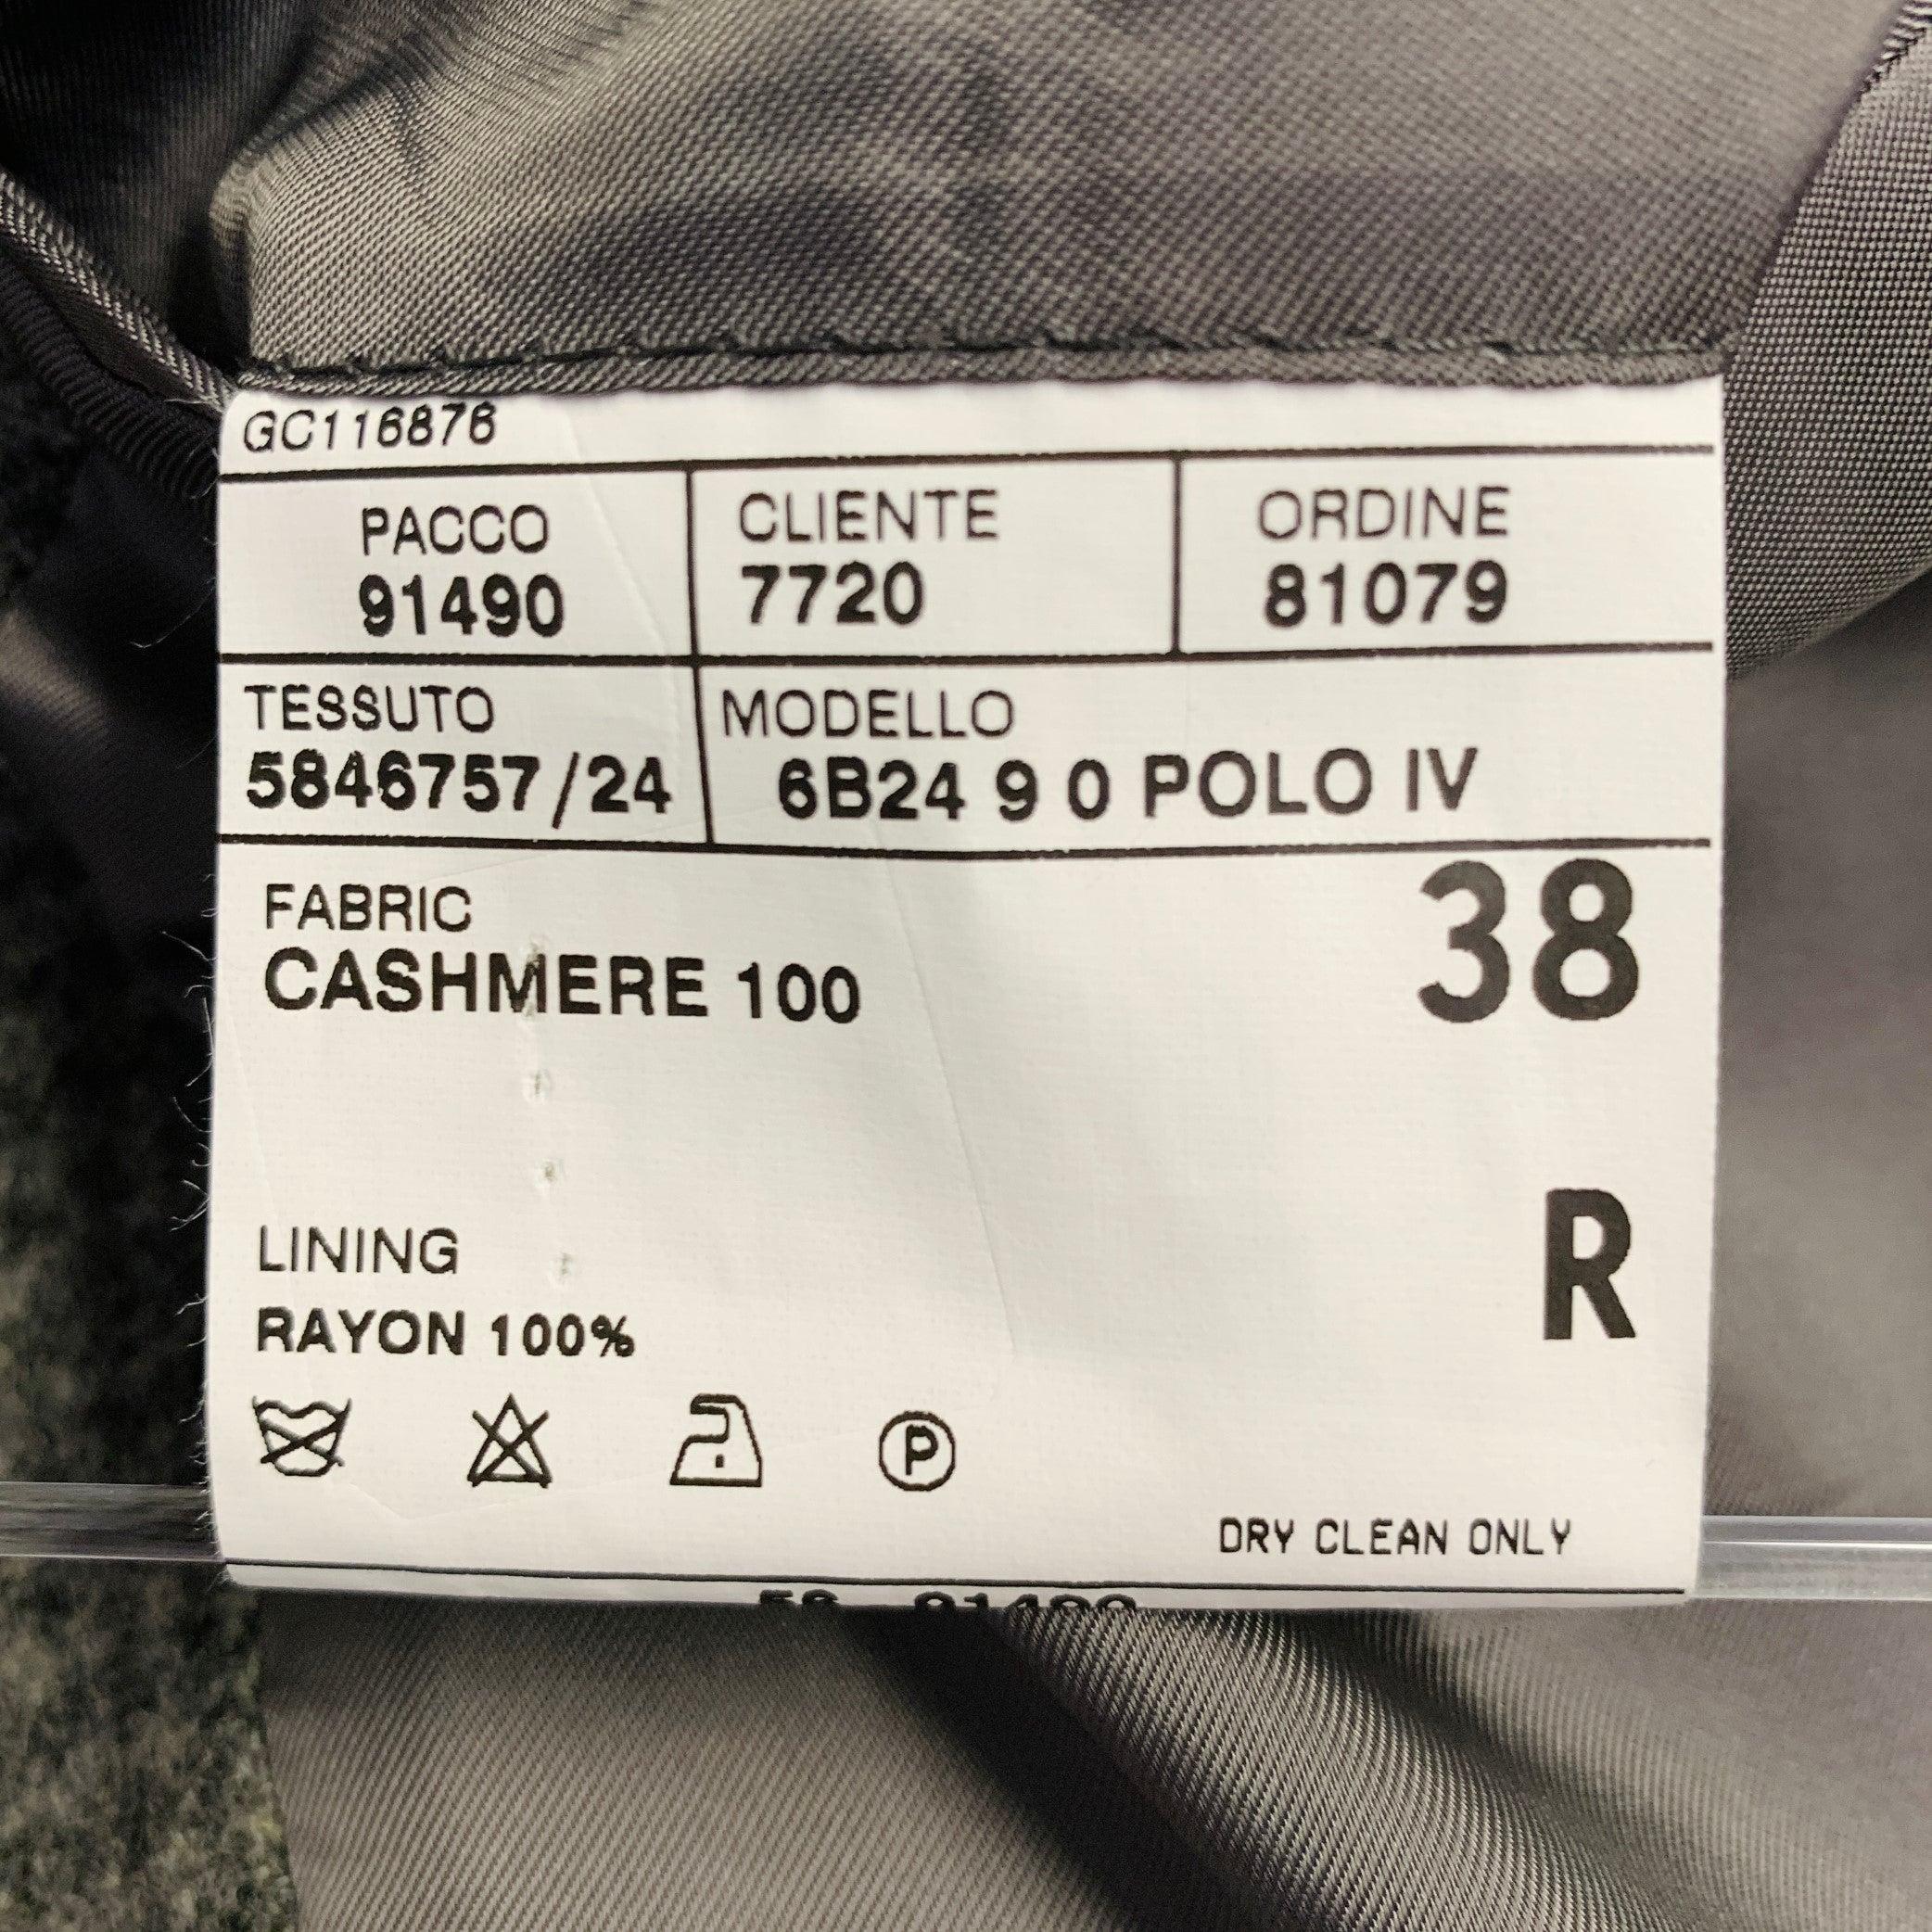 GC116876
PACCO CLIENTE ORDINE
91490 7720 81079
TESSUTO MODELLO
5846757/24 6B24 9 0 POLO IV
FABRIC
CASHMERE 100
38
R
LINING
RAYON 100%
P
DRY CLEAN ONLY